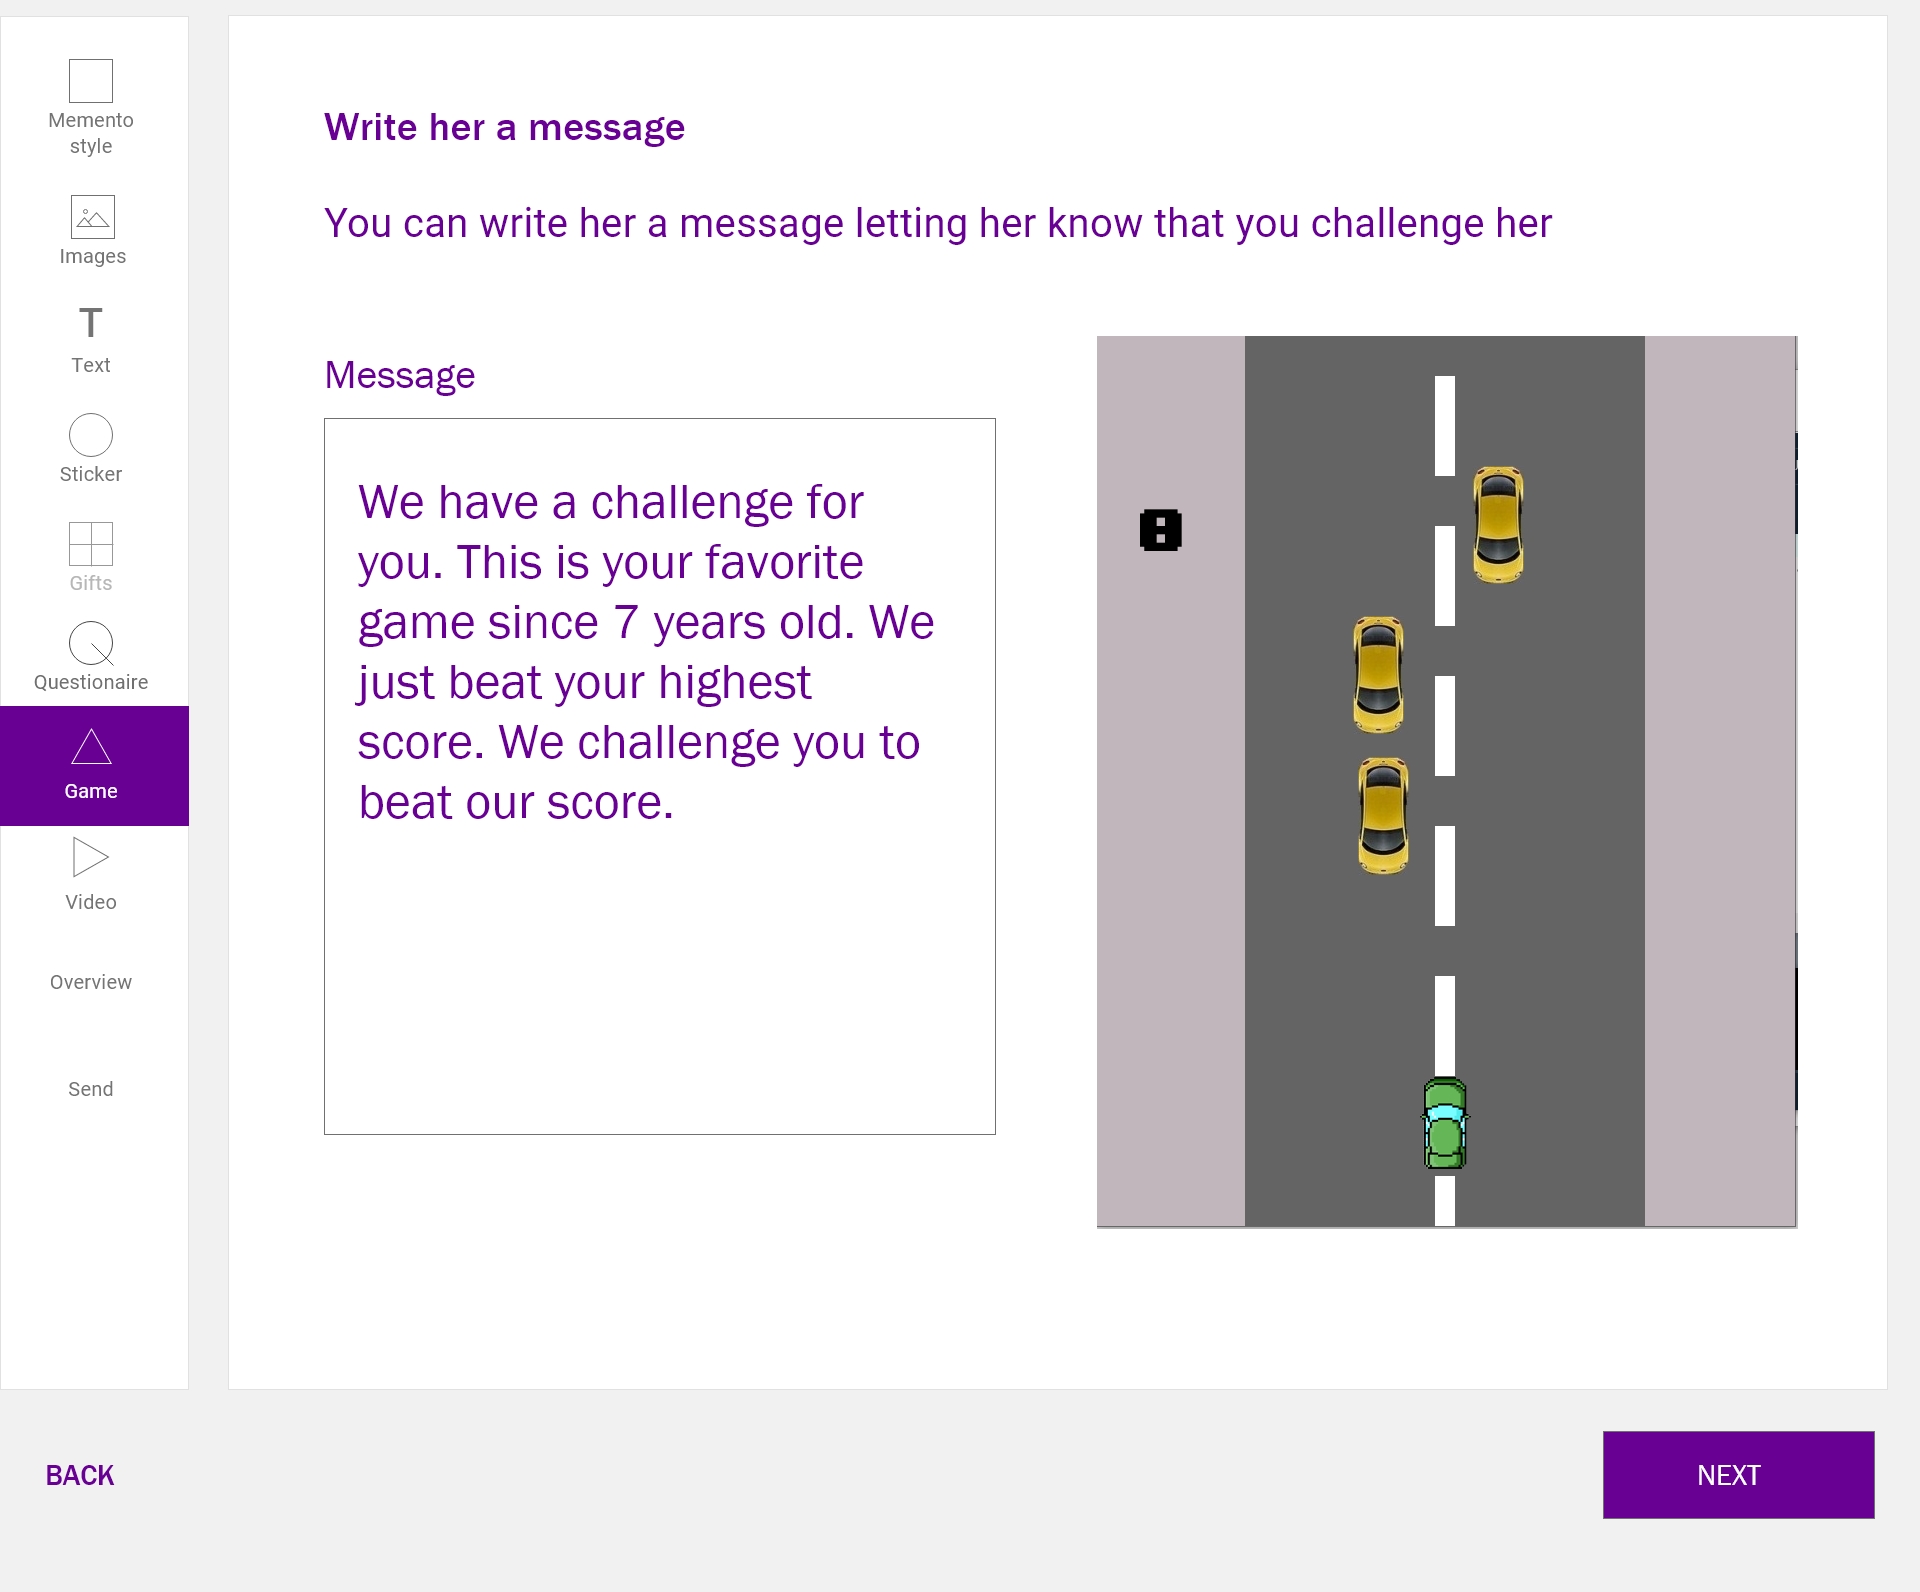 Memento
style
Images
T
Text
Sticker
Gifts
Questionaire
Game
Video
Overview
Send
Write her a message
You can write her a message letting her know that you challenge her
Message
We have a challenge for
you. This is your favorite
game since 7 years old. We
just beat your highest
score. We challenge you to
beat our score.
8
BACK
NEXT